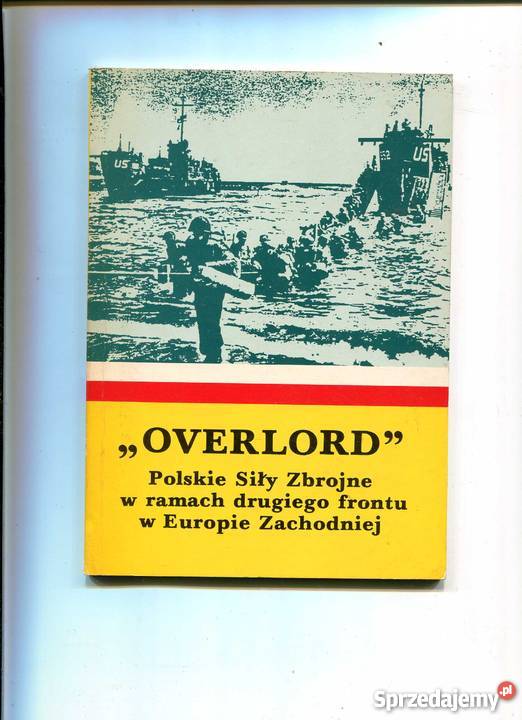 US
US
„OVERLORD”
Polskie Siły Zbrojne
w ramach drugiego frontu
w Europie Zachodniej
Sprzedajemy.pl